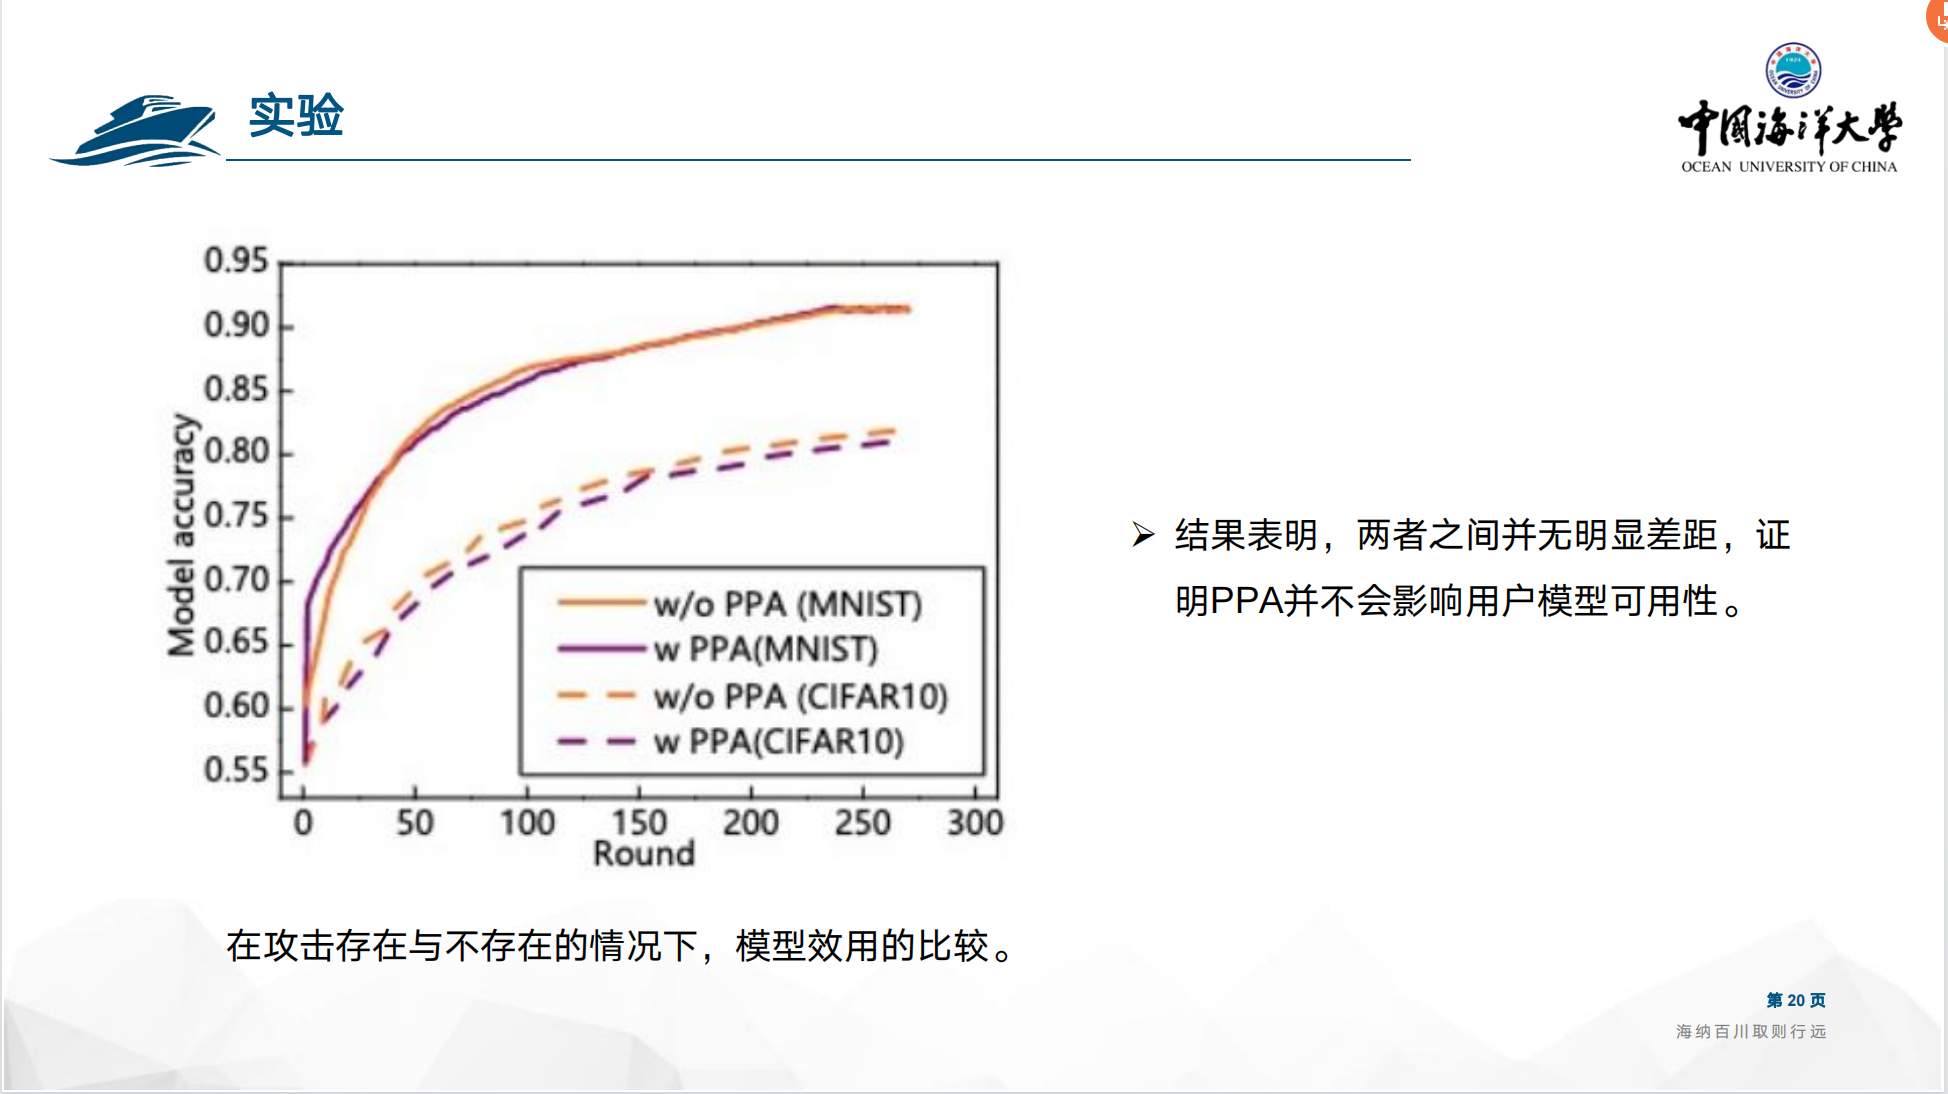 实验
中国海洋大学
OCEAN UNIVERSITY OF CHINA
0.95
0.90
0.85
0.80
0.75
0.70
0.65
0.60
0.55
Model accuracy
0 50 100 150 200 250 300
Round
w/o PPA (MNIST)
w PPA(MNIST)
w/o PPA (CIFAR10)
w PPA(CIFAR10)
➢ 结果表明，两者之间并无明显差距，证
明PPA并不会影响用户模型可用性。
在攻击存在与不存在的情况下，模型效用的比较。
第 20 页
海纳百川取则行远